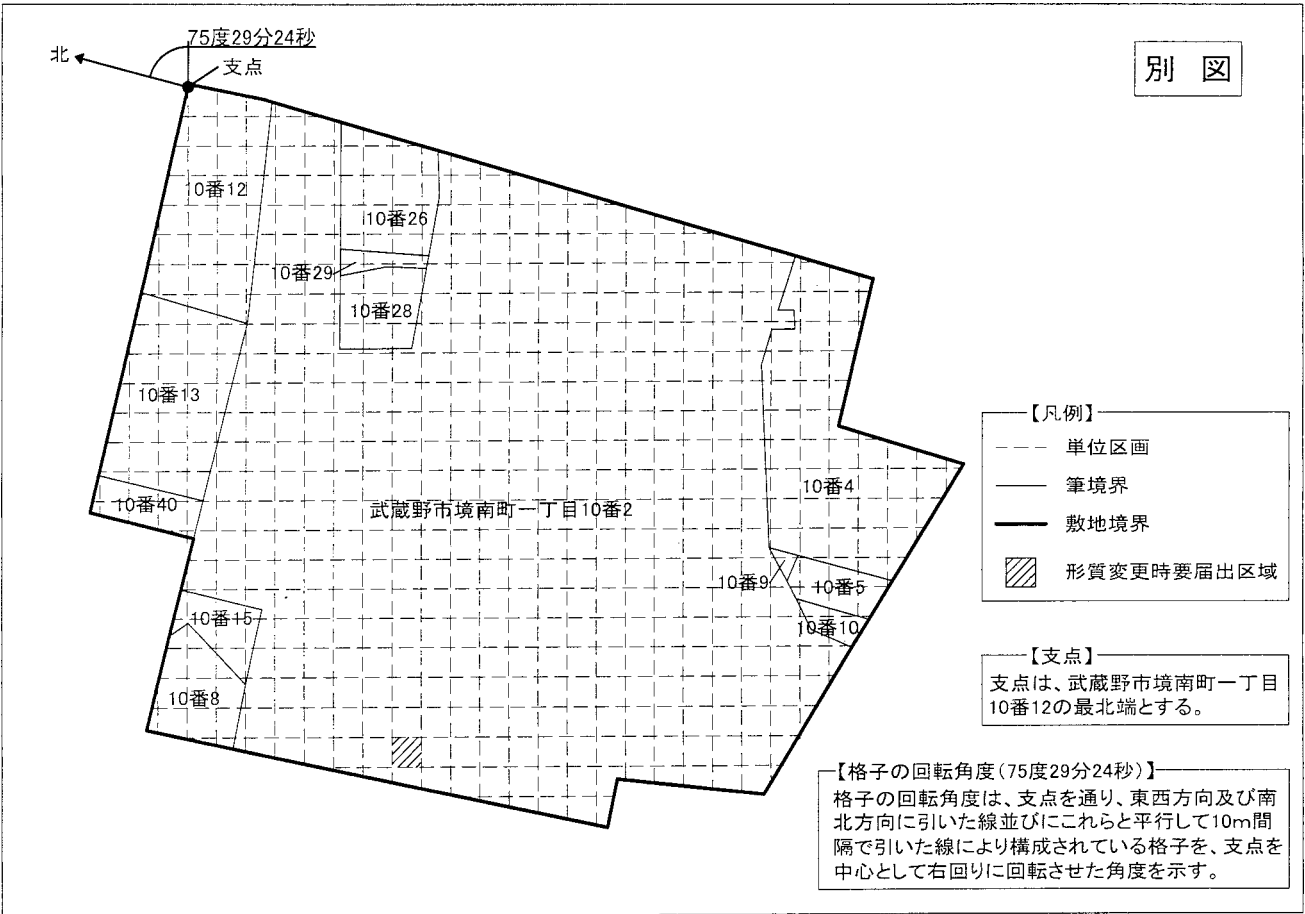 75度29分24秒
北
支点
別 図
10番12
10番26
10番29
10番28
10番13
10番40
武蔵野市境南町一丁目10番2
10番4
10番9
10番5
10番10
10番15
10番8
【凡例】
単位区画
筆境界
敷地境界
形質変更時要届出区域
【支点】
支点は、武蔵野市境南町一丁目
10番12の最北端とする。
【格子の回転角度(75度29分24秒)】
格子の回転角度は、支点を通り、東西方向及び南
北方向に引いた線並びにこれらと平行して10m間
隔で引いた線により構成されている格子を、支点を
中心として右回りに回転させた角度を示す。